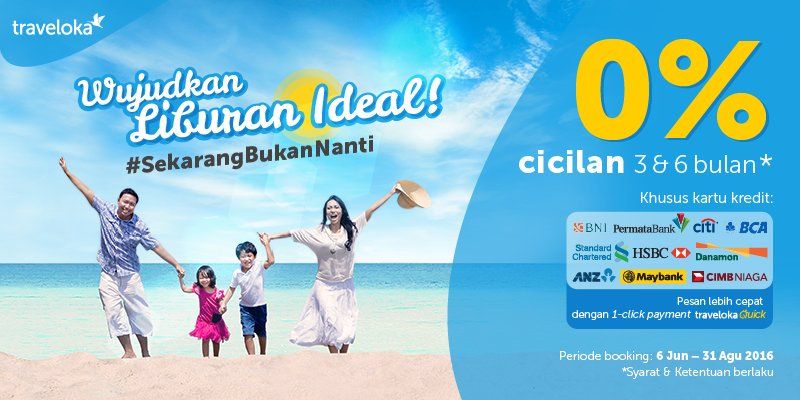 traveloka
Wujudkan
Liburan Ideal!
#SekarangBukanNanti
0%
cicilan 3 & 6 bulan*
Khusus kartu kredit:
BNI PermataBank citi BCA
Standard Chartered HSBC Danamon
ANZ Maybank CIMBNIAGA
Pesan lebih cepat
dengan 1-click payment traveloka Quick
Periode booking: 6 Jun – 31 Agu 2016
*Syarat & Ketentuan berlaku